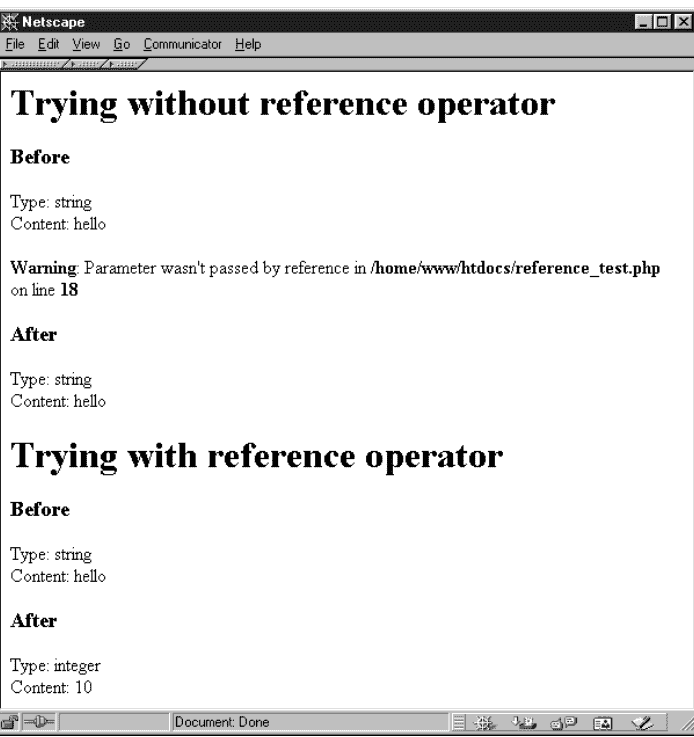 Netscape
File Edit View Go Communicator Help
Trying without reference operator
Before
Type: string
Content: hello
Warning: Parameter wasn't passed by reference in /home/www/htdocs/reference_test.php
on line 18
After
Type: string
Content: hello
Trying with reference operator
Before
Type: string
Content: hello
After
Type: integer
Content: 10
Document: Done